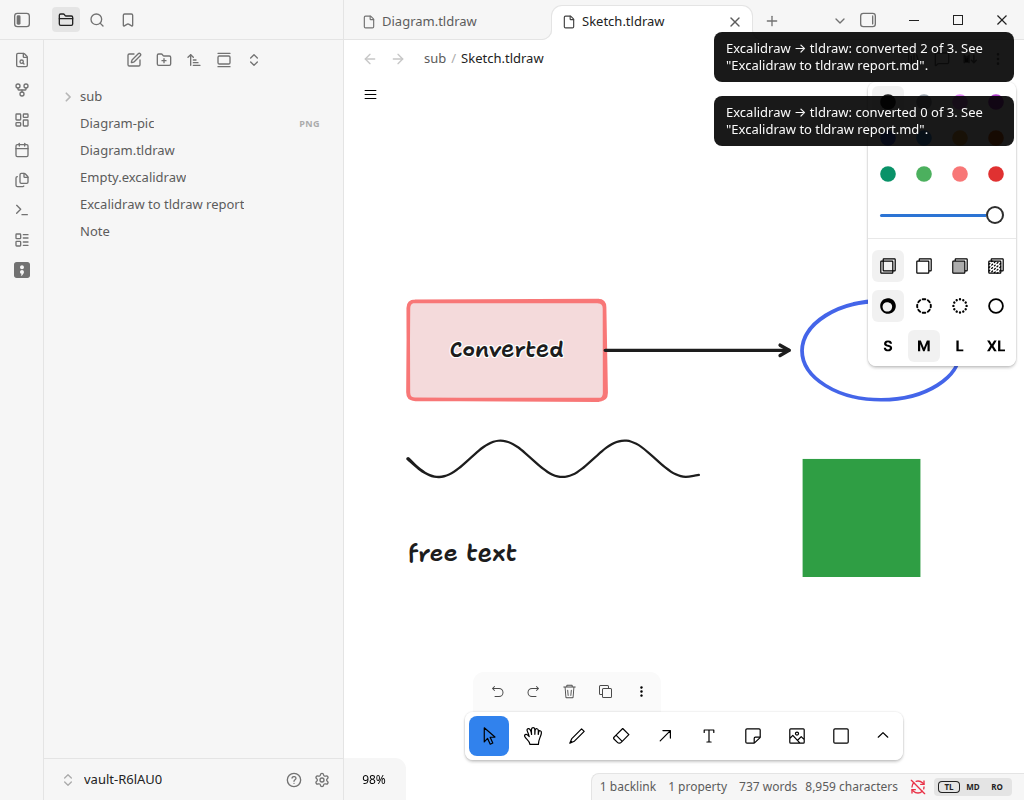 Diagram.tldraw
Sketch.tldraw
sub / Sketch.tldraw
Excalidraw → tldraw: converted 2 of 3. See
"Excalidraw to tldraw report.md".
Excalidraw → tldraw: converted 0 of 3. See
"Excalidraw to tldraw report.md".
sub
Diagram-pic PNG
Diagram.tldraw
Empty.excalidraw
Excalidraw to tldraw report
Note
Converted
free text
S M L XL
vault-R6lAU0
98%
1 backlink 1 property 737 words 8,959 characters
TL MD RO